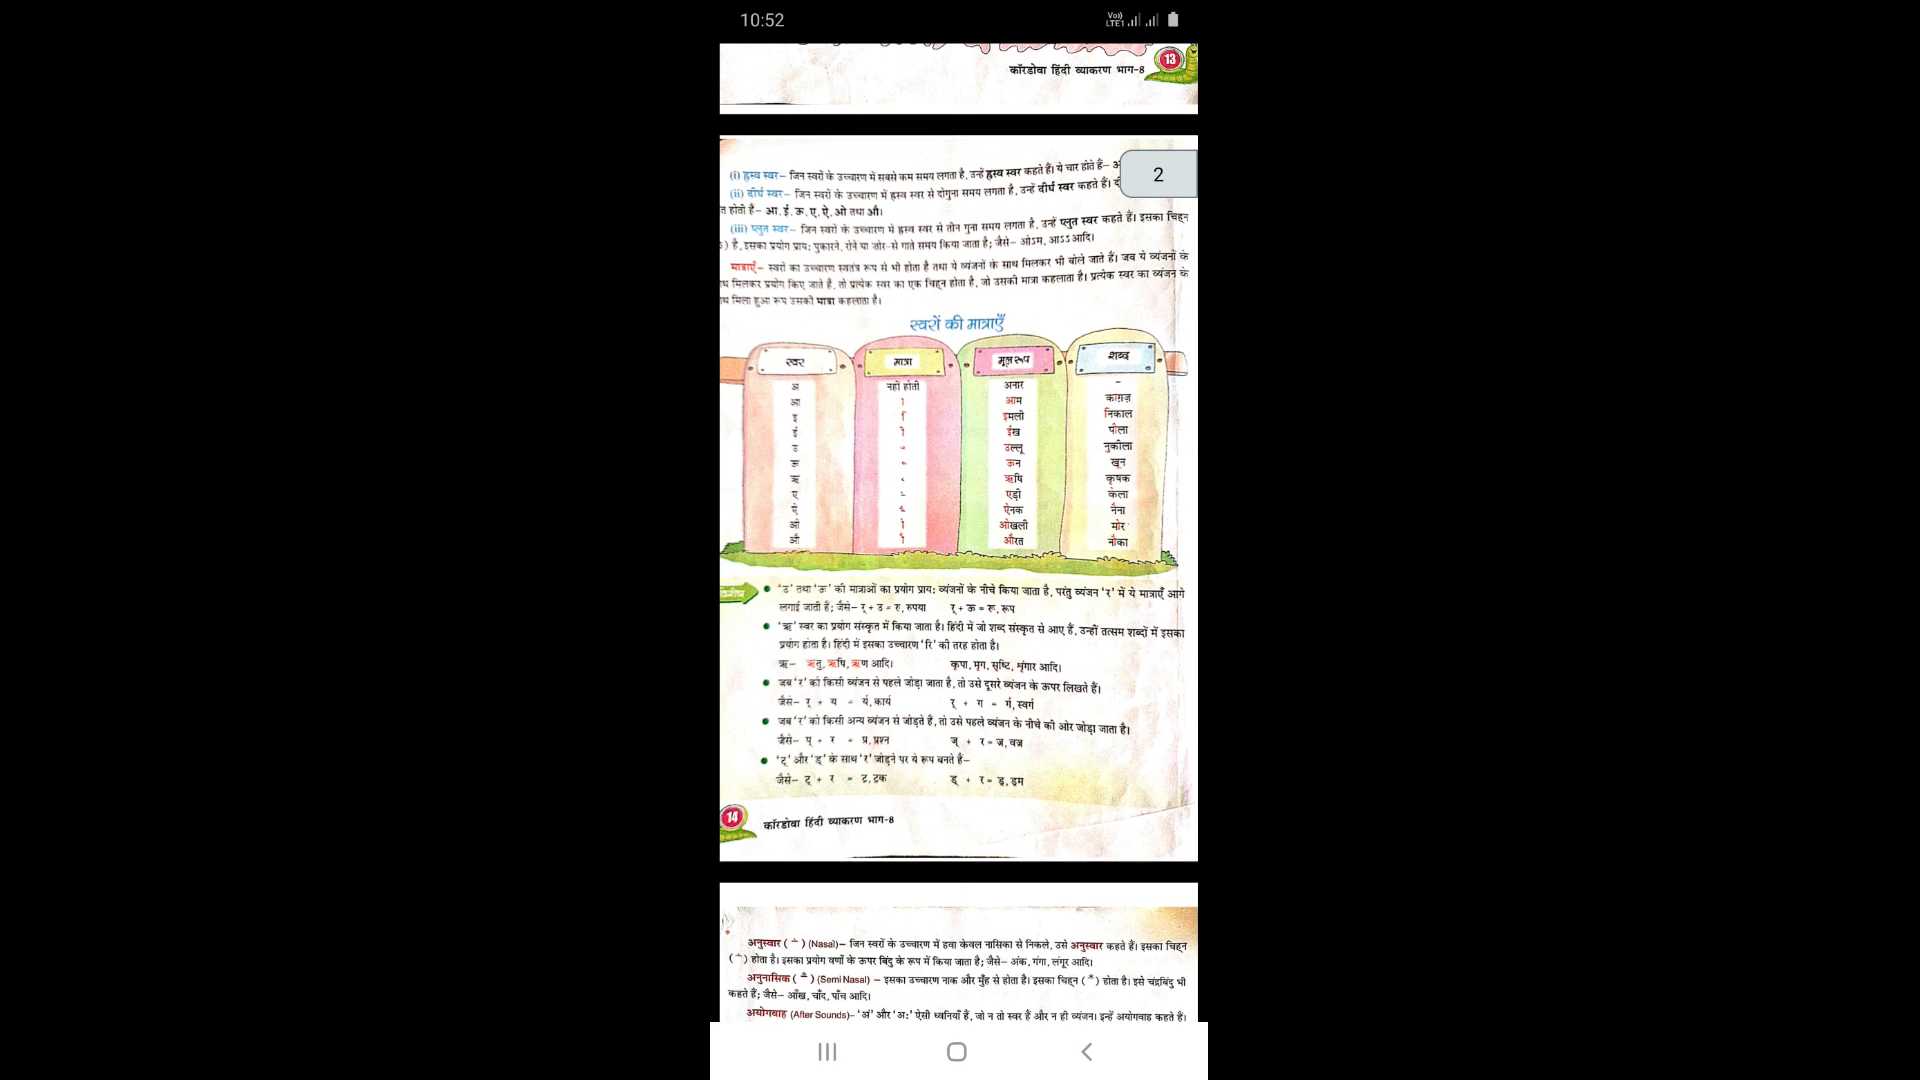 10:52
Vo)) LTE1
कॉरडोवा हिंदी व्याकरण भाग-8
13
2
(i) ह्रस्व स्वर– जिन स्वरों के उच्चारण में सबसे कम समय लगता है, उन्हें ह्रस्व स्वर कहते हैं। ये चार होते हैं–
(ii) दीर्घ स्वर– जिन स्वरों के उच्चारण में ह्रस्व स्वर से दोगुना समय लगता है, उन्हें दीर्घ स्वर कहते हैं।
होती है– आ, ई, ऊ, ए, ऐ, ओ तथा औ।
(iii) प्लुत स्वर– जिन स्वरों के उच्चारण में ह्रस्व स्वर से तीन गुना समय लगता है, उन्हें प्लुत स्वर कहते हैं। इसका चिह्न
) है, इसका प्रयोग प्राय: पुकारने, रोने या ज़ोर-से गाते समय किया जाता है; जैसे– ओऽम, आऽऽ आदि।
मात्राएँ– स्वरों का उच्चारण स्वतंत्र रूप से भी होता है तथा ये व्यंजनों के साथ मिलकर भी बोले जाते हैं। जब ये व्यंजनों के
मिलकर प्रयोग किए जाते हैं, तो प्रत्येक स्वर का एक चिह्न होता है, जो उसकी मात्रा कहलाता है। प्रत्येक स्वर का व्यंजन के
मिला हुआ रूप उसकी मात्रा कहलाता है।
स्वरों की मात्राएँ
स्वर मात्रा मूल रूप शब्द
अ नहीं होती अनार –
आ ा आम काग़ज़
इ ि इमली निकाल
ई ी ईख पीला
उ ु उल्लू नुकीला
ऊ ू ऊन खून
ऋ ृ ऋषि कृषक
ए े एड़ी केला
ऐ ै ऐनक नैना
ओ ो ओखली मोर
औ ौ औरत नौका
• 'उ' तथा 'ऊ' की मात्राओं का प्रयोग प्राय: व्यंजनों के नीचे किया जाता है, परंतु व्यंजन 'र' में ये मात्राएँ आगे
लगाई जाती हैं; जैसे– र् + उ = रु, रुपया र् + ऊ = रू, रूप
• 'ऋ' स्वर का प्रयोग संस्कृत में किया जाता है। हिंदी में जो शब्द संस्कृत से आए हैं, उन्हीं तत्सम शब्दों में इसका
प्रयोग होता है। हिंदी में इसका उच्चारण 'रि' की तरह होता है।
ऋ– ऋतु, ऋषि, ऋण आदि। कृपा, मृग, सृष्टि, शृंगार आदि।
• जब 'र' को किसी व्यंजन से पहले जोड़ा जाता है, तो उसे दूसरे व्यंजन के ऊपर लिखते हैं।
जैसे– र् + य = र्य, कार्य र् + ग = र्ग, स्वर्ग
• जब 'र' को किसी अन्य व्यंजन से जोड़ते हैं, तो उसे पहले व्यंजन के नीचे की ओर जोड़ा जाता है।
जैसे– प् + र = प्र, प्रश्न ज् + र = ज्र, वज्र
• 'ट्' और 'ड्' के साथ 'र' जोड़ने पर ये रूप बनते हैं–
जैसे– ट् + र = ट्र, ट्रक ड् + र = ड्र, ड्रम
14
कॉरडोवा हिंदी व्याकरण भाग-8
अनुस्वार ( ं ) (Nasal)– जिन स्वरों के उच्चारण में हवा केवल नासिका से निकले, उसे अनुस्वार कहते हैं। इसका चिह्न
( ं ) होता है। इसका प्रयोग वर्णों के ऊपर बिंदु के रूप में किया जाता है; जैसे– अंक, गंगा, लंगूर आदि।
अनुनासिक ( ँ ) (Semi Nasal) – इसका उच्चारण नाक और मुँह से होता है। इसका चिह्न ( ँ ) होता है। इसे चंद्रबिंदु भी
कहते हैं; जैसे– आँख, चाँद, पाँच आदि।
अयोगवाह (After Sounds)– 'अं' और 'अ:' ऐसी ध्वनियाँ हैं, जो न तो स्वर हैं और न ही व्यंजन। इन्हें अयोगवाह कहते हैं।